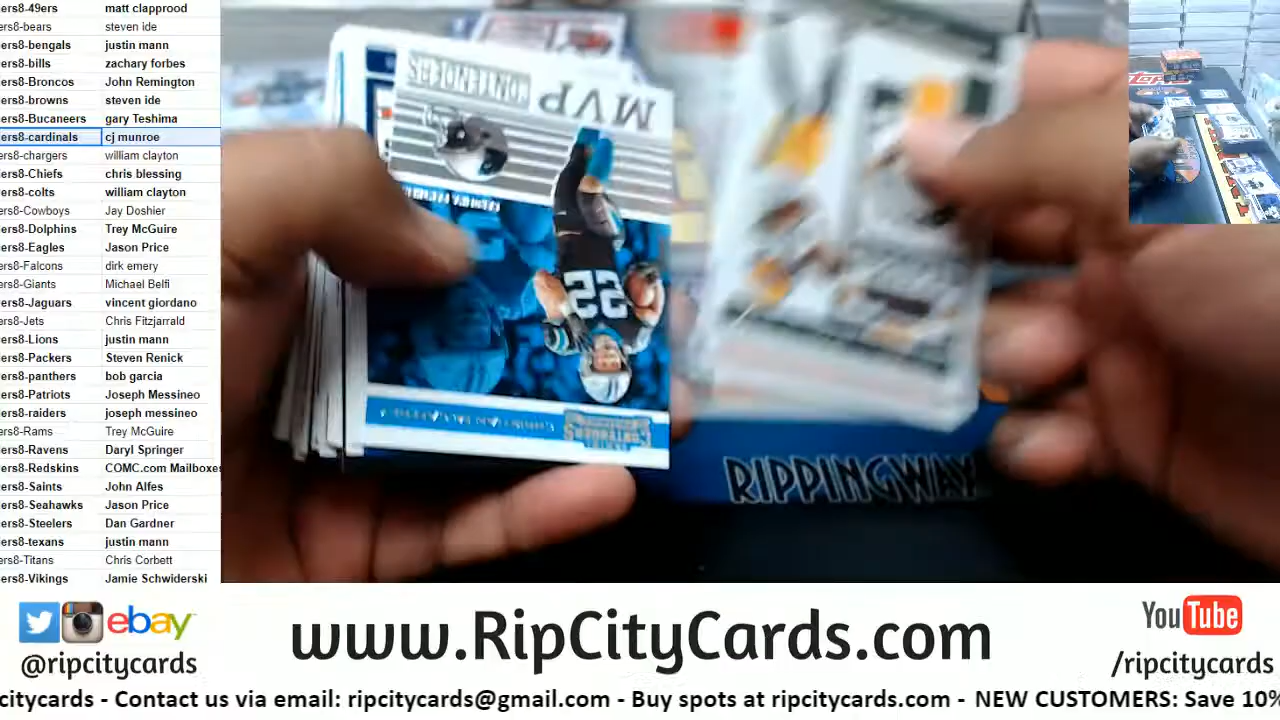 ers8-49ers matt clapprood
ers8-bears steven ide
ers8-bengals justin mann
ers8-bills zachary forbes
ers8-Broncos John Remington
ers8-browns steven ide
ers8-Bucaneers gary Teshima
ers8-cardinals cj munroe
ers8-chargers william clayton
ers8-Chiefs chris blessing
ers8-colts william clayton
ers8-Cowboys Jay Doshier
ers8-Dolphins Trey McGuire
ers8-Eagles Jason Price
ers8-Falcons dirk emery
ers8-Giants Michael Belfi
ers8-Jaguars vincent giordano
ers8-Jets Chris Fitzjarrald
ers8-Lions justin mann
ers8-Packers Steven Renick
ers8-panthers bob garcia
ers8-Patriots Joseph Messineo
ers8-raiders joseph messineo
ers8-Rams Trey McGuire
ers8-Ravens Daryl Springer
ers8-Redskins COMC.com Mailboxes
ers8-Saints John Alfes
ers8-Seahawks Jason Price
ers8-Steelers Dan Gardner
ers8-texans justin mann
ers8-Titans Chris Corbett
ers8-Vikings Jamie Schwiderski
MVP
CONTENDERS
22
RIPPINGWAX
ebay
@ripcitycards
www.RipCityCards.com
YouTube
/ripcitycards
citycards - Contact us via email: ripcitycards@gmail.com - Buy spots at ripcitycards.com - NEW CUSTOMERS: Save 10%